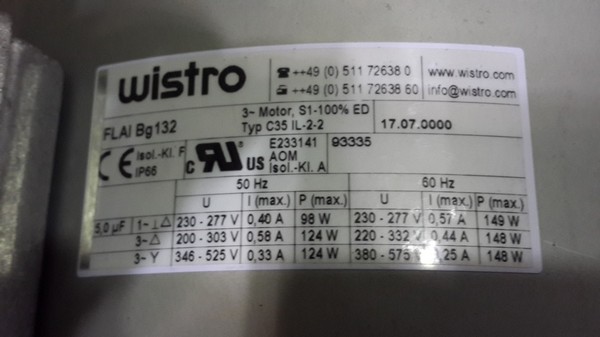 wistro
☎ ++49 (0) 511 72638 0 www.wistro.com
++49 (0) 511 72638 60 info@wistro.com
FLAI Bg132 3~ Motor, S1-100% ED
Typ C35 IL-2-2 17.07.0000
CE Isol.-Kl. F IP66
c RU US E233141 93335
AOM
Isol.-Kl. A
50 Hz 60 Hz
U I (max.) P (max.) U I (max.) P (max.)
5,0 µF 1~ ⊥ △ 230 - 277 V 0,40 A 98 W 230 - 277 V 0,57 A 149 W
3~ △ 200 - 303 V 0,58 A 124 W 220 - 332 V 0,44 A 148 W
3~ Y 346 - 525 V 0,33 A 124 W 380 - 575 V 0,25 A 148 W